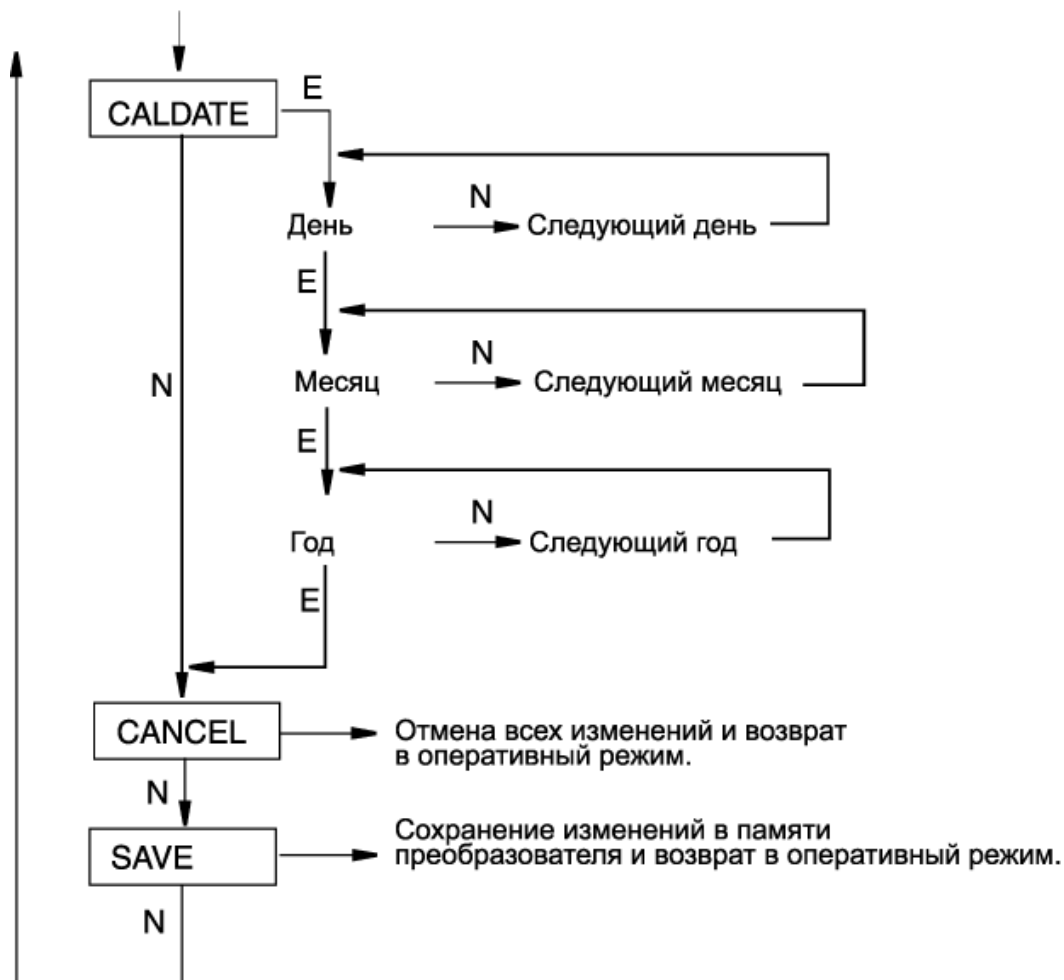 CALDATE
E
День
N
Следующий день
E
Месяц
N
Следующий месяц
N
E
Год
N
Следующий год
E
CANCEL
Отмена всех изменений и возврат
в оперативный режим.
N
SAVE
Сохранение изменений в памяти
преобразователя и возврат в оперативный режим.
N